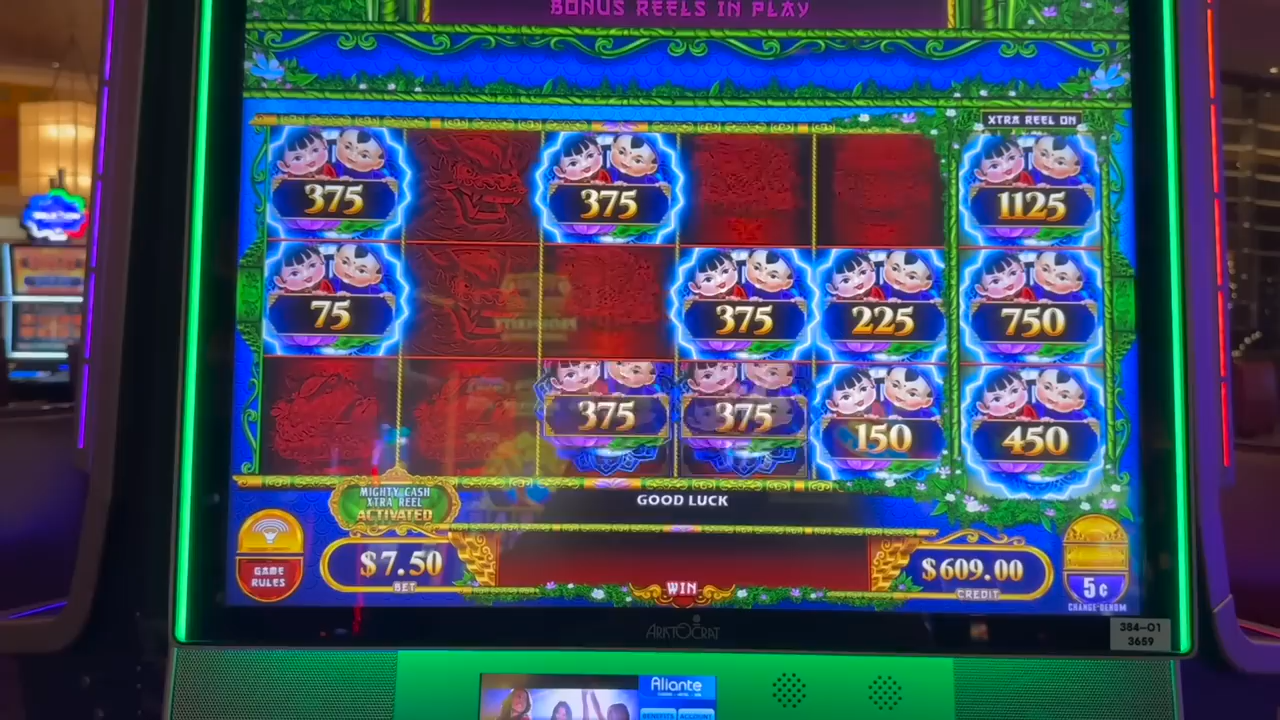 BONUS REELS IN PLAY
XTRA REEL ON
375
375
1125
75
375
225
750
375
375
150
450
MIGHTY CASH
XTRA REEL
ACTIVATED
GOOD LUCK
GAME
RULES
$7.50
BET
WIN
$609.00
CREDIT
5¢
CHANGE DENOM
ARISTOCRAT
384-01
3659
Aliante
BENEFITS
ACCOUNT